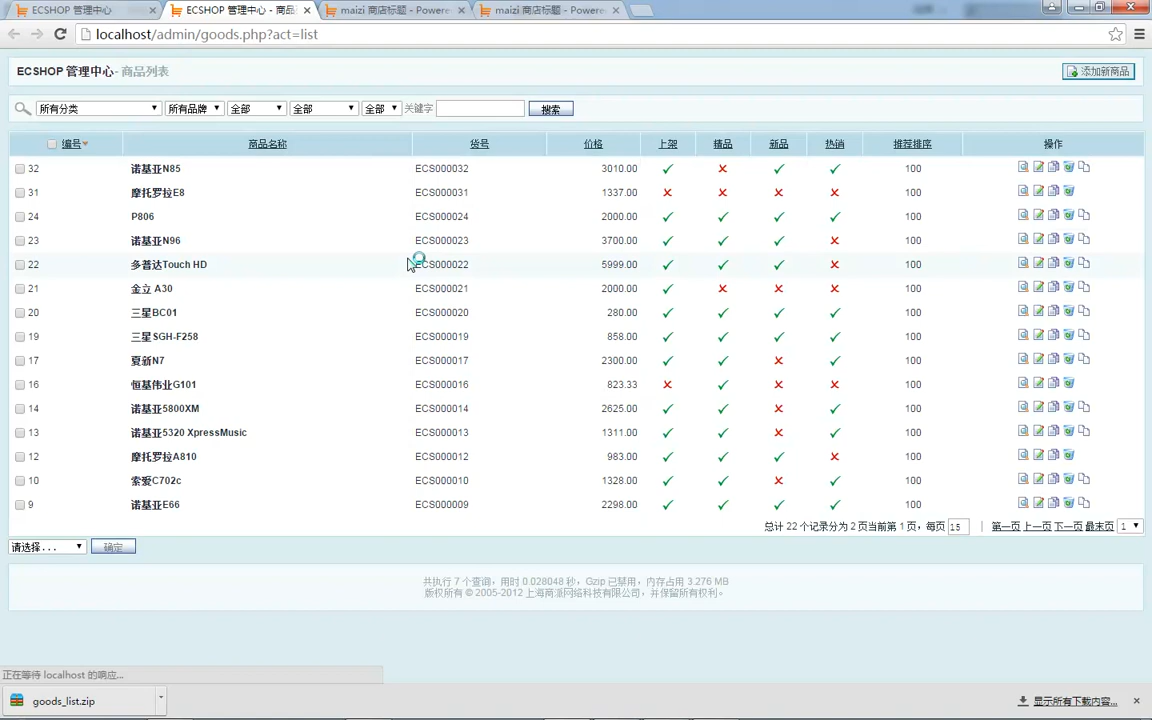 ECSHOP 管理中心
ECSHOP 管理中心 - 商品
maizi 商店标题 - Powere
maizi 商店标题 - Powere
localhost/admin/goods.php?act=list
ECSHOP 管理中心 - 商品列表
添加新商品
所有分类 所有品牌 全部 全部 全部 关键字 搜索
编号 商品名称 货号 价格 上架 精品 新品 热销 推荐排序 操作
32 诺基亚N85 ECS000032 3010.00 100
31 摩托罗拉E8 ECS000031 1337.00 100
24 P806 ECS000024 2000.00 100
23 诺基亚N96 ECS000023 3700.00 100
22 多普达Touch HD ECS000022 5999.00 100
21 金立 A30 ECS000021 2000.00 100
20 三星BC01 ECS000020 280.00 100
19 三星SGH-F258 ECS000019 858.00 100
17 夏新N7 ECS000017 2300.00 100
16 恒基伟业G101 ECS000016 823.33 100
14 诺基亚5800XM ECS000014 2625.00 100
13 诺基亚5320 XpressMusic ECS000013 1311.00 100
12 摩托罗拉A810 ECS000012 983.00 100
10 索爱C702c ECS000010 1328.00 100
9 诺基亚E66 ECS000009 2298.00 100
总计 22 个记录分为 2 页当前第 1 页，每页 15 | 第一页 上一页 下一页 最末页 1
请选择... 确定
共执行 7 个查询，用时 0.028048 秒，Gzip 已禁用，内存占用 3.276 MB
版权所有 © 2005-2012 上海商派网络科技有限公司，并保留所有权利。
正在等待 localhost 的响应...
goods_list.zip
显示所有下载内容...